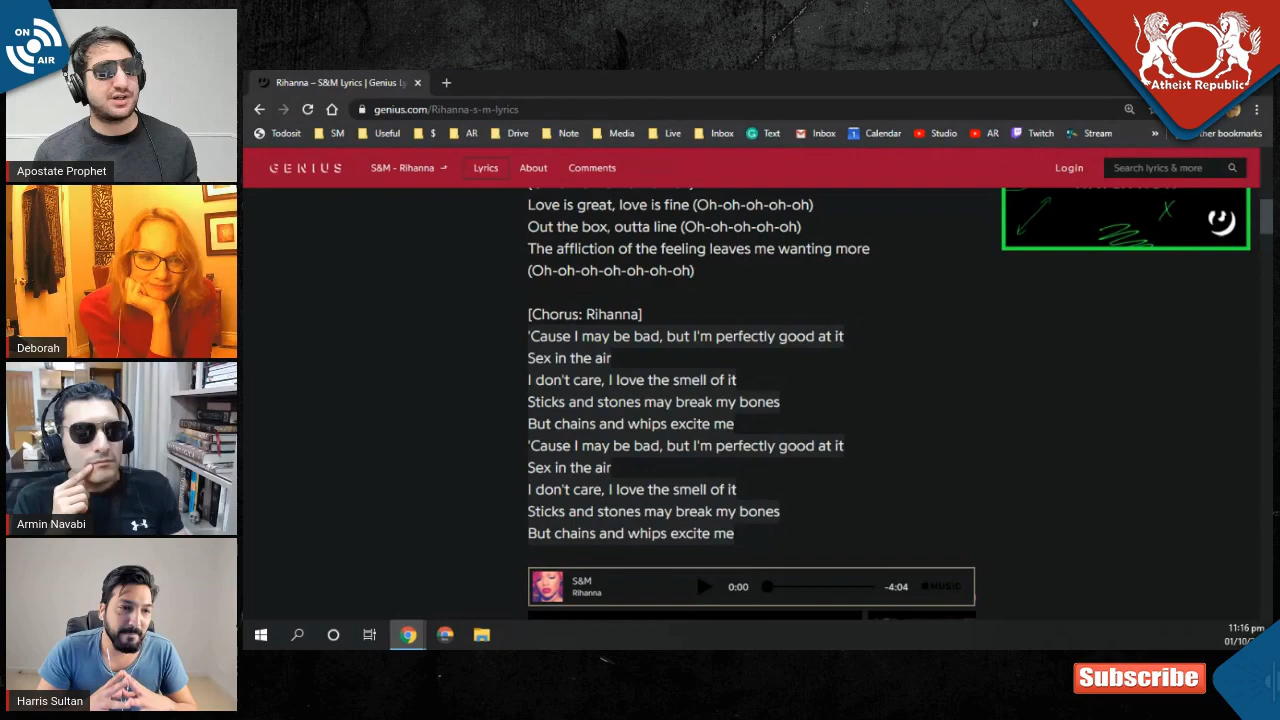 ON
AIR
Apostate Prophet
Deborah
Armin Navabi
Harris Sultan
"Atheist Republic"
Rihanna – S&M Lyrics | Genius Ly
genius.com/Rihanna-s-m-lyrics
Todosit SM Useful $ AR Drive Note Media Live Inbox Text Inbox Calendar Studio AR Twitch Stream » her bookmarks
GENIUS S&M - Rihanna Lyrics About Comments Login Search lyrics & more
Love is great, love is fine (Oh-oh-oh-oh-oh)
Out the box, outta line (Oh-oh-oh-oh-oh)
The affliction of the feeling leaves me wanting more
(Oh-oh-oh-oh-oh-oh-oh)
[Chorus: Rihanna]
'Cause I may be bad, but I'm perfectly good at it
Sex in the air
I don't care, I love the smell of it
Sticks and stones may break my bones
But chains and whips excite me
'Cause I may be bad, but I'm perfectly good at it
Sex in the air
I don't care, I love the smell of it
Sticks and stones may break my bones
But chains and whips excite me
S&M
Rihanna
0:00 -4:04 MUSIC
11:16 pm
01/10/
Subscribe